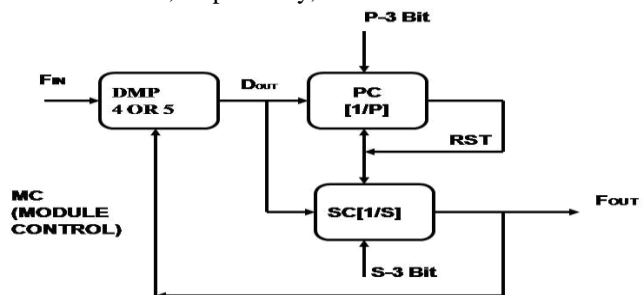 P-3 Bit
FIN
DMP
4 OR 5
DOUT
PC
[1/P]
RST
MC
(MODULE
CONTROL)
SC[1/S]
FOUT
S-3 Bit